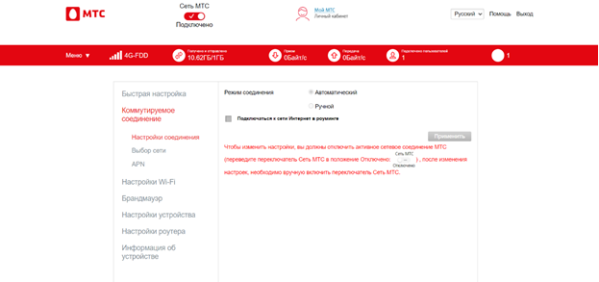 МТС
Сеть МТС
Подключено
Мой МТС
Личный кабинет
Русский
Помощь
Выход
Меню
4G-FDD
Получено и отправлено
10.62ГБ/1ГБ
Прием
0Байт/с
Передача
0Байт/с
Подключено пользователей
1
1
Быстрая настройка
Коммутируемое
соединение
Настройки соединения
Выбор сети
APN
Настройки Wi-Fi
Брандмауэр
Настройки устройства
Настройки роутера
Информация об
устройстве
Режим соединения
Автоматический
Ручной
Подключаться к сети Интернет в роуминге
Применить
Чтобы изменить настройки, вы должны отключить активное сетевое соединение МТС
(переведите переключатель Сеть МТС в положение Отключено Сеть МТС Отключено ) , после изменения
настроек, необходимо вручную включить переключатель Сеть МТС.